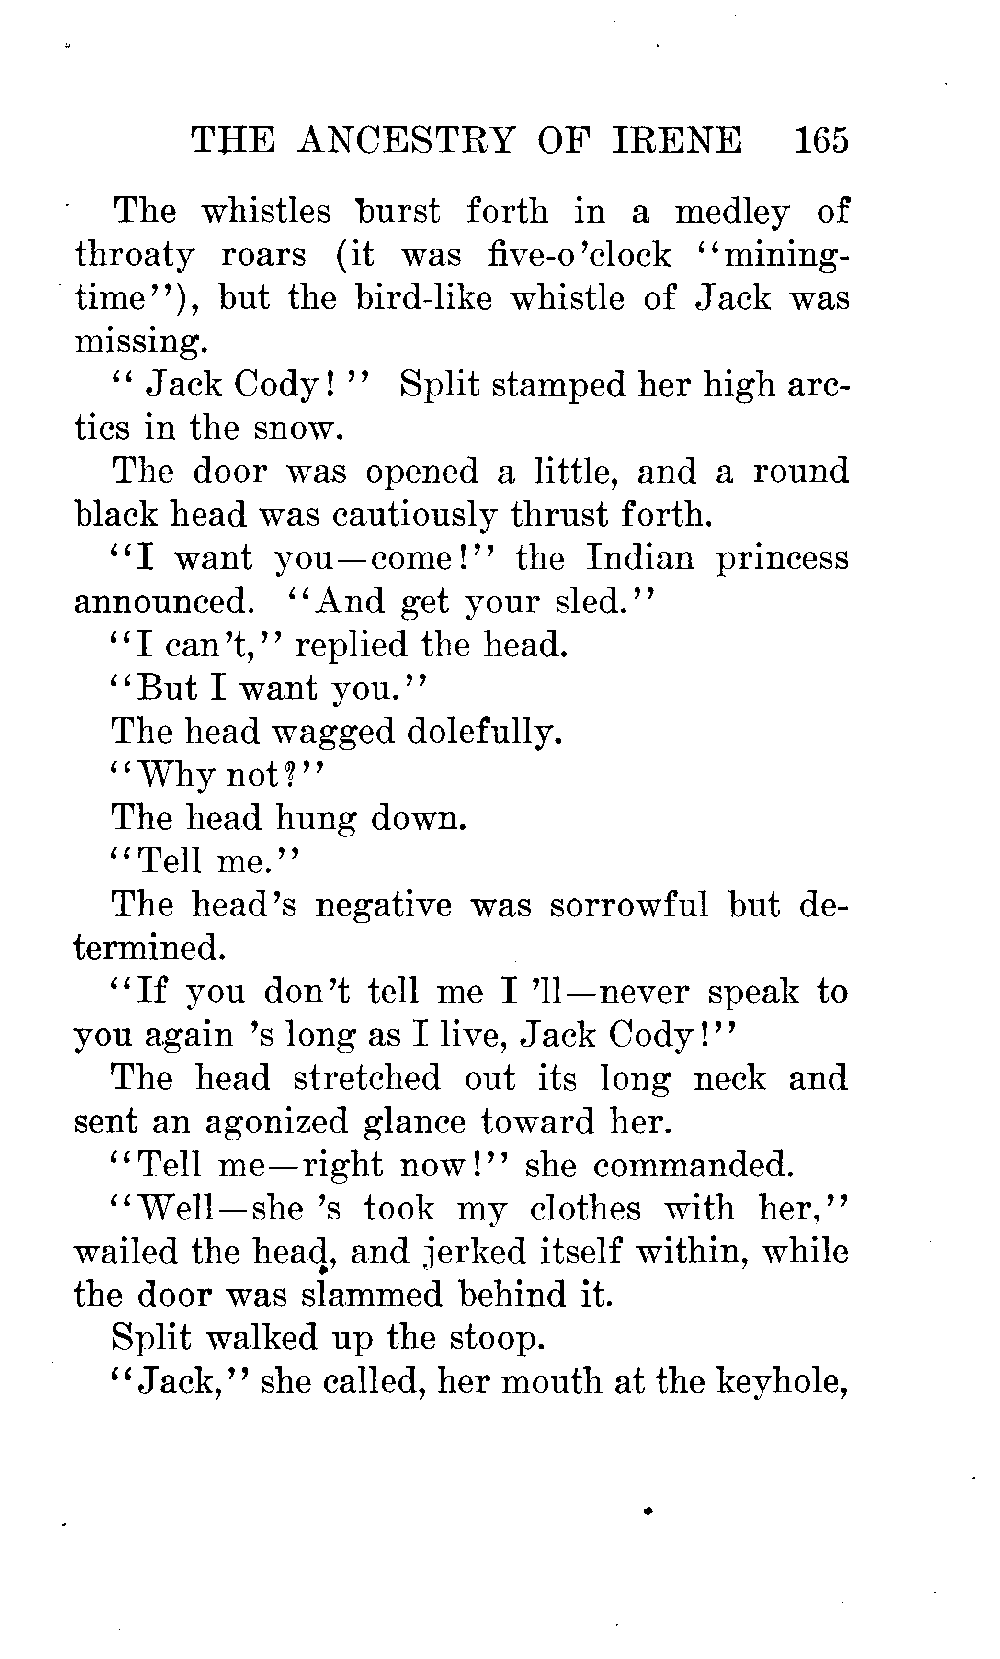 THE ANCESTRY OF IRENE 165
The whistles burst forth in a medley of
throaty roars (it was five-o'clock "mining-
time"), but the bird-like whistle of Jack was
missing.
" Jack Cody! " Split stamped her high arc-
tics in the snow.
The door was opened a little, and a round
black head was cautiously thrust forth.
"I want you—come!" the Indian princess
announced. "And get your sled."
"I can't," replied the head.
"But I want you."
The head wagged dolefully.
"Why not?"
The head hung down.
"Tell me."
The head's negative was sorrowful but de-
termined.
"If you don't tell me I 'll—never speak to
you again 's long as I live, Jack Cody!"
The head stretched out its long neck and
sent an agonized glance toward her.
"Tell me—right now!" she commanded.
"Well—she 's took my clothes with her,"
wailed the head, and jerked itself within, while
the door was slammed behind it.
Split walked up the stoop.
"Jack," she called, her mouth at the keyhole,